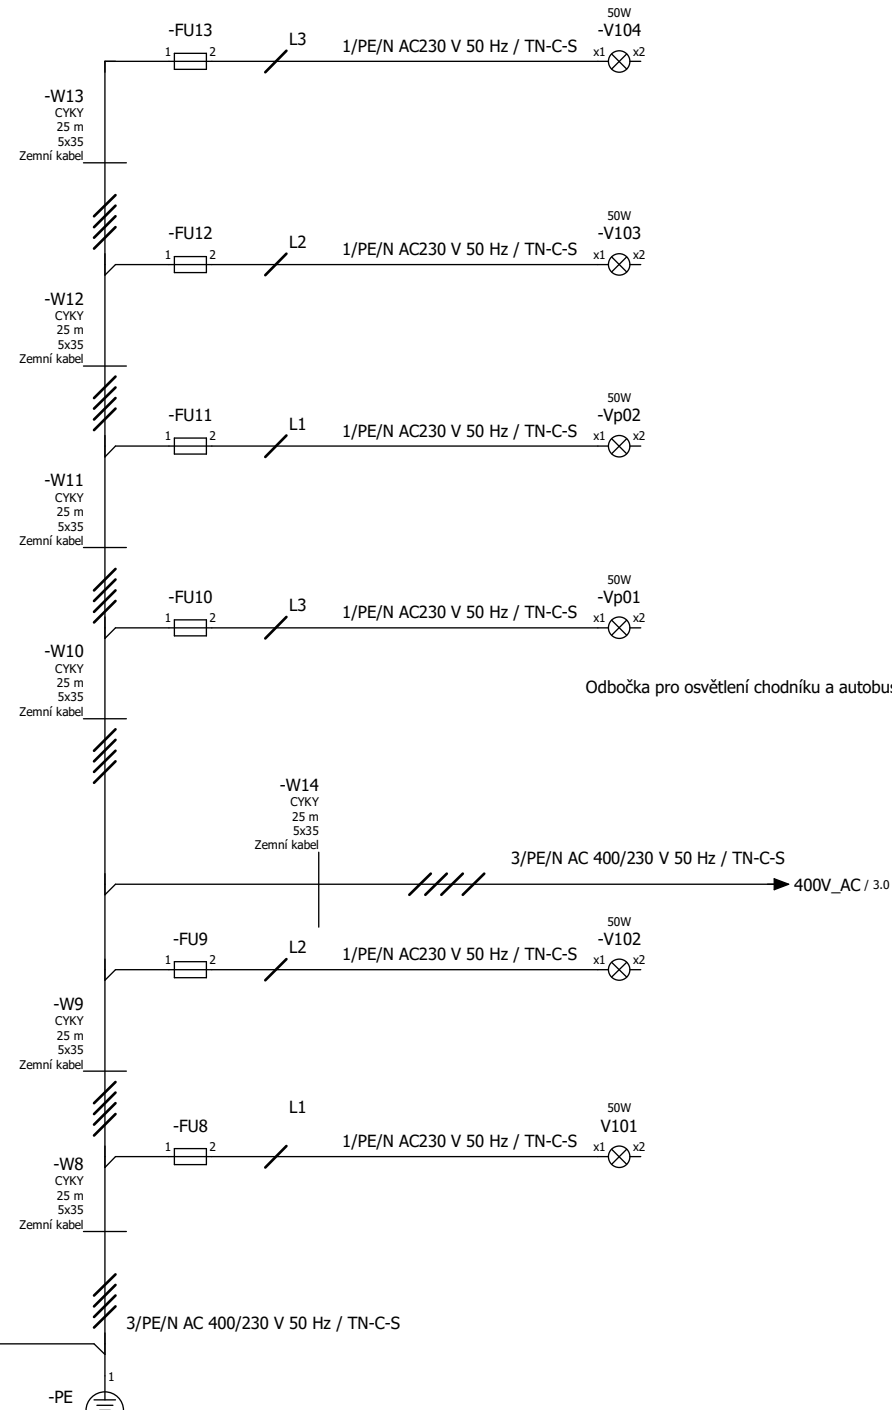 50W
-V104
-FU13
L3
1/PE/N AC230 V 50 Hz / TN-C-S
1 2
x1 x2
-W13
CYKY
25 m
5x35
Zemní kabel
50W
-V103
-FU12
L2
1/PE/N AC230 V 50 Hz / TN-C-S
1 2
x1 x2
-W12
CYKY
25 m
5x35
Zemní kabel
50W
-Vp02
-FU11
L1
1/PE/N AC230 V 50 Hz / TN-C-S
1 2
x1 x2
-W11
CYKY
25 m
5x35
Zemní kabel
50W
-Vp01
-FU10
L3
1/PE/N AC230 V 50 Hz / TN-C-S
1 2
x1 x2
-W10
CYKY
25 m
5x35
Zemní kabel
Odbočka pro osvětlení chodníku a autobus
-W14
CYKY
25 m
5x35
Zemní kabel
3/PE/N AC 400/230 V 50 Hz / TN-C-S
400V_AC / 3.0
50W
-V102
-FU9
L2
1/PE/N AC230 V 50 Hz / TN-C-S
1 2
x1 x2
-W9
CYKY
25 m
5x35
Zemní kabel
L1
50W
V101
-FU8
1/PE/N AC230 V 50 Hz / TN-C-S
1 2
x1 x2
-W8
CYKY
25 m
5x35
Zemní kabel
3/PE/N AC 400/230 V 50 Hz / TN-C-S
1
-PE